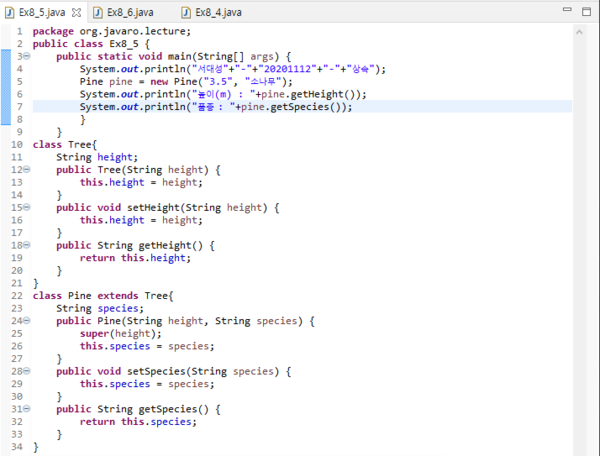 Ex8_5.java Ex8_6.java Ex8_4.java
1 package org.javaro.lecture;
2 public class Ex8_5 {
3 public static void main(String[] args) {
4 System.out.println("서대성"+"-"+"20201112"+"-"+"상속");
5 Pine pine = new Pine("3.5", "소나무");
6 System.out.println("높이(m) : "+pine.getHeight());
7 System.out.println("품종 : "+pine.getSpecies());
8 }
9 }
10 class Tree{
11 String height;
12 public Tree(String height) {
13 this.height = height;
14 }
15 public void setHeight(String height) {
16 this.height = height;
17 }
18 public String getHeight() {
19 return this.height;
20 }
21 }
22 class Pine extends Tree{
23 String species;
24 public Pine(String height, String species) {
25 super(height);
26 this.species = species;
27 }
28 public void setSpecies(String species) {
29 this.species = species;
30 }
31 public String getSpecies() {
32 return this.species;
33 }
34 }